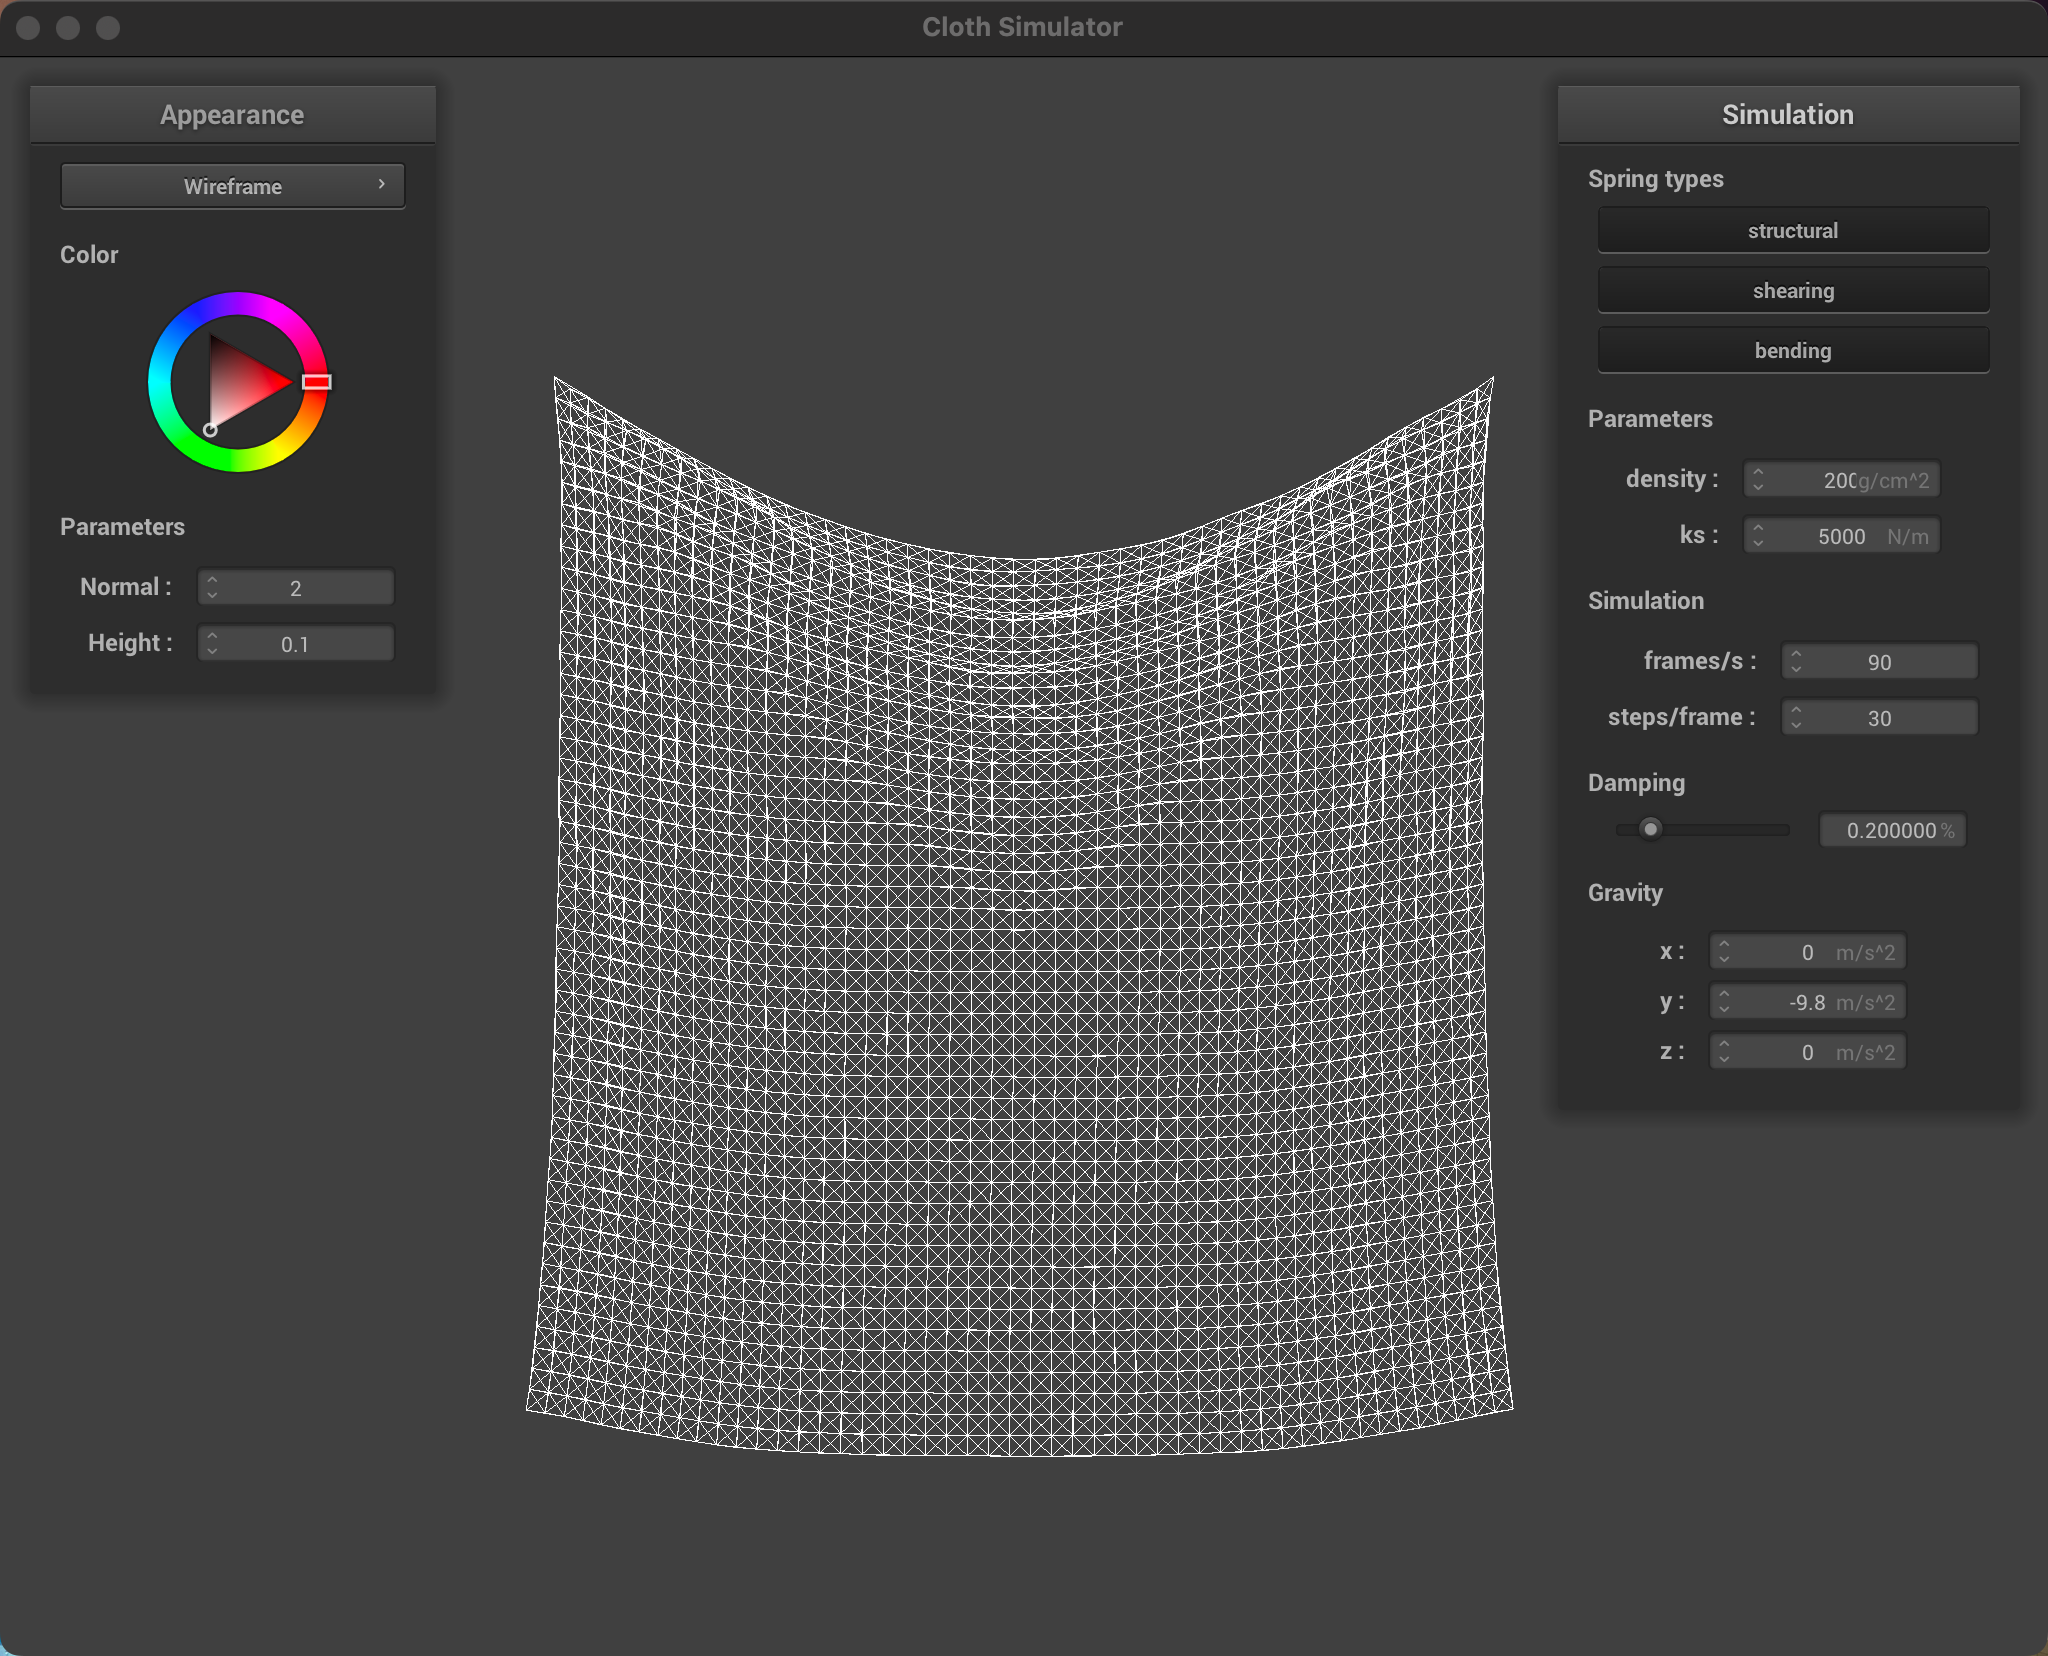 Cloth Simulator
Appearance
Wireframe
Color
Parameters
Normal : 2
Height : 0.1
Simulation
Spring types
structural
shearing
bending
Parameters
density : 200 g/cm^2
ks : 5000 N/m
Simulation
frames/s : 90
steps/frame : 30
Damping
0.200000 %
Gravity
x : 0 m/s^2
y : -9.8 m/s^2
z : 0 m/s^2